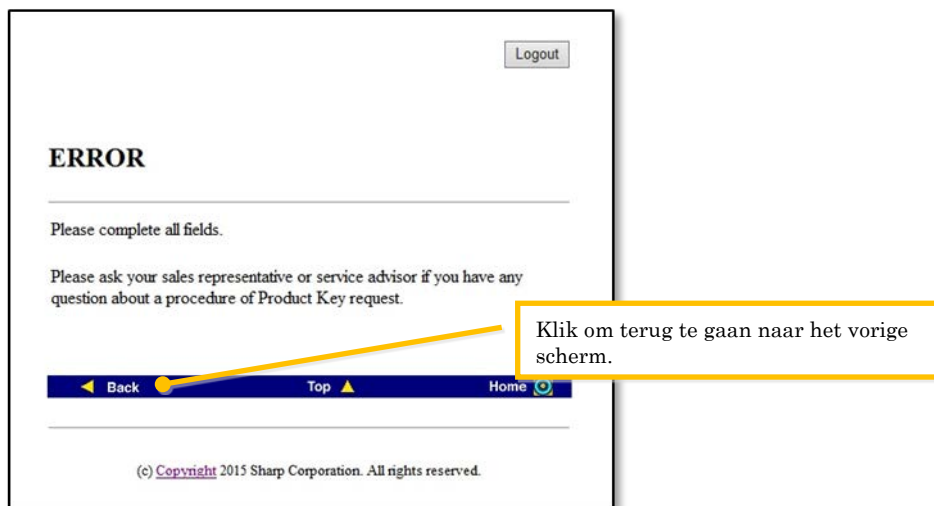 Logout
ERROR
Please complete all fields.
Please ask your sales representative or service advisor if you have any
question about a procedure of Product Key request.
Klik om terug te gaan naar het vorige
scherm.
Back Top Home
(c) Copyright 2015 Sharp Corporation. All rights reserved.